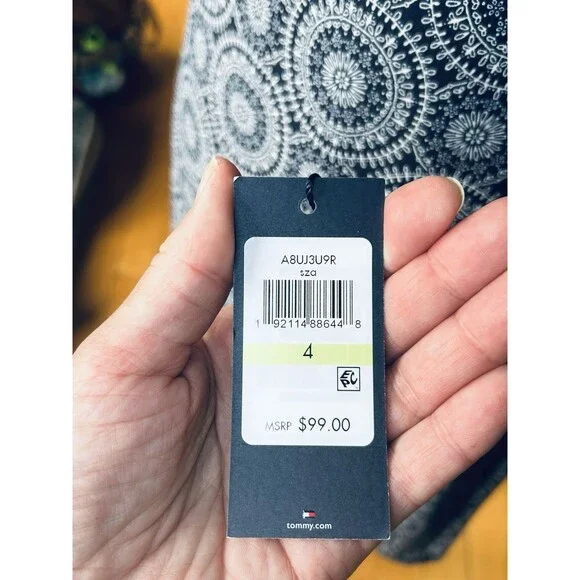 A8UJ3U9R
sza
1 92114 88644 8
4
MSRP $99.00
tommy.com